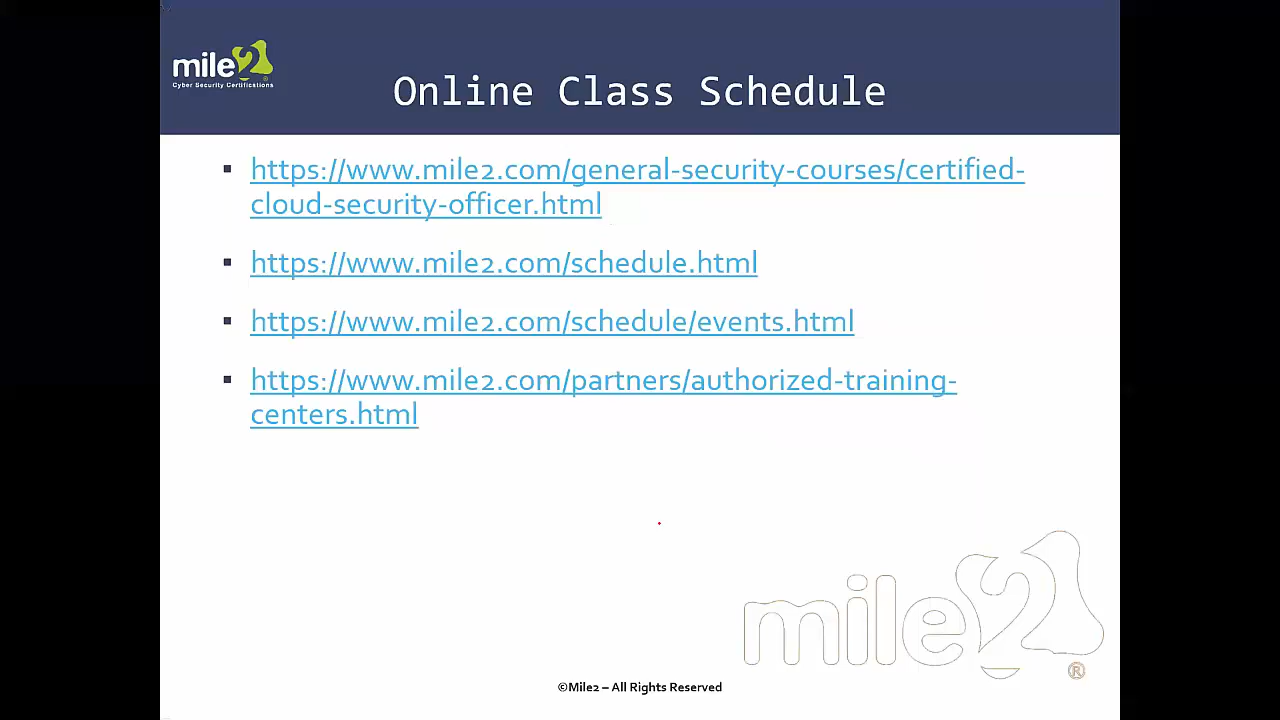 mile2
Cyber Security Certifications
Online Class Schedule
▪ https://www.mile2.com/general-security-courses/certified-
cloud-security-officer.html
▪ https://www.mile2.com/schedule.html
▪ https://www.mile2.com/schedule/events.html
▪ https://www.mile2.com/partners/authorized-training-
centers.html
mile2®
©Mile2 – All Rights Reserved